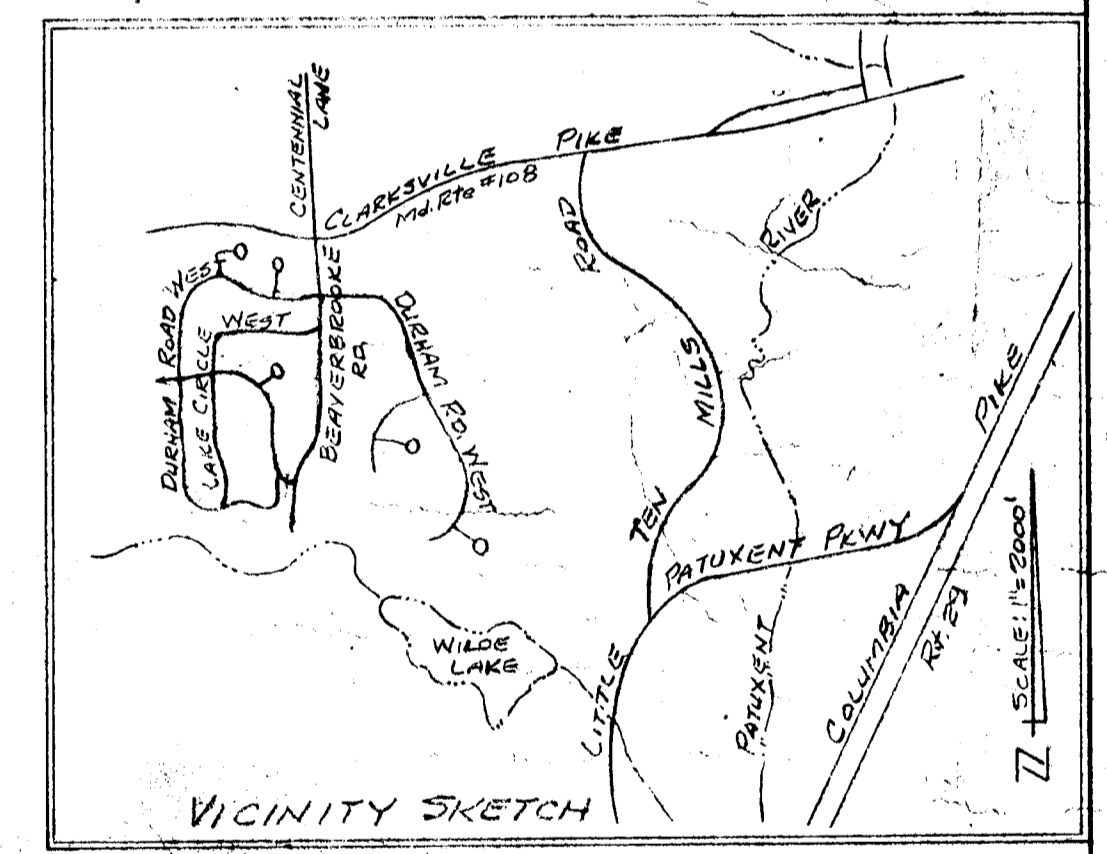 CENTENNIAL
LANE
CLARKSVILLE PIKE
Md. Rte #108
ROAD
RIVER
DURHAM ROAD WEST
LAKE CIRCLE WEST
BEAVERBROOKE
RD.
DURHAM RD. WEST
MILLS
TEN
PATUXENT PKWY
LITTLE
PATUXENT
COLUMBIA PIKE
Rt. 29
WILDE
LAKE
SCALE: 1"=2000'
VICINITY SKETCH